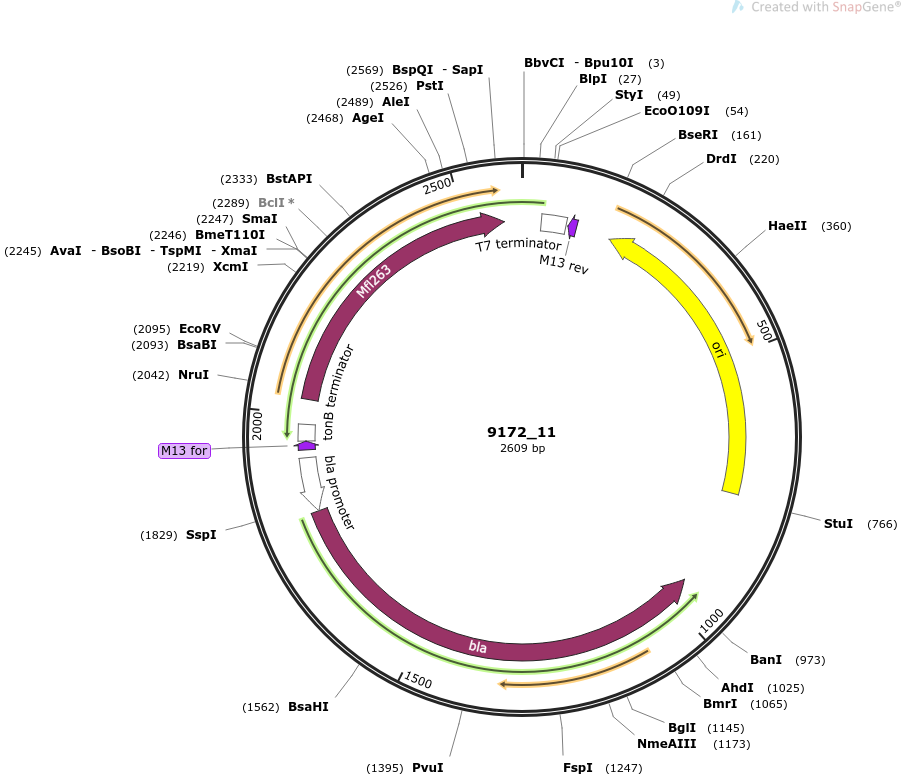 Created with SnapGene®
(2569) BspQI - SapI
(2526) PstI
(2489) AleI
(2468) AgeI
BbvCI - Bpu10I (3)
BlpI (27)
StyI (49)
EcoO109I (54)
BseRI (161)
DrdI (220)
HaeII (360)
(2333) BstAPI
(2289) BclI *
(2247) SmaI
(2246) BmeT110I
(2245) AvaI - BsoBI - TspMI - XmaI
(2219) XcmI
(2095) EcoRV
(2093) BsaBI
(2042) NruI
M13 for
(1829) SspI
(1562) BsaHI
(1395) PvuI
FspI (1247)
NmeAIII (1173)
BglI (1145)
BmrI (1065)
AhdI (1025)
BanI (973)
StuI (766)
2500
500
1000
1500
2000
T7 terminator
M13 rev
ori
Mfl263
tonB terminator
bla promoter
bla
9172_11
2609 bp